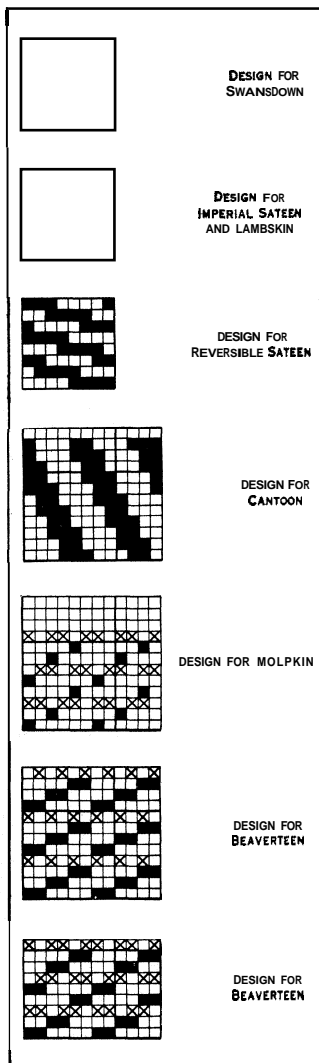 DESIGN FOR
SWANSDOWN
DESIGN FOR
IMPERIAL SATEEN
AND LAMBSKIN
DESIGN FOR
REVERSIBLE SATEEN
DESIGN FOR
CANTOON
DESIGN FOR MOLPKIN
DESIGN FOR
BEAVERTEEN
DESIGN FOR
BEAVERTEEN